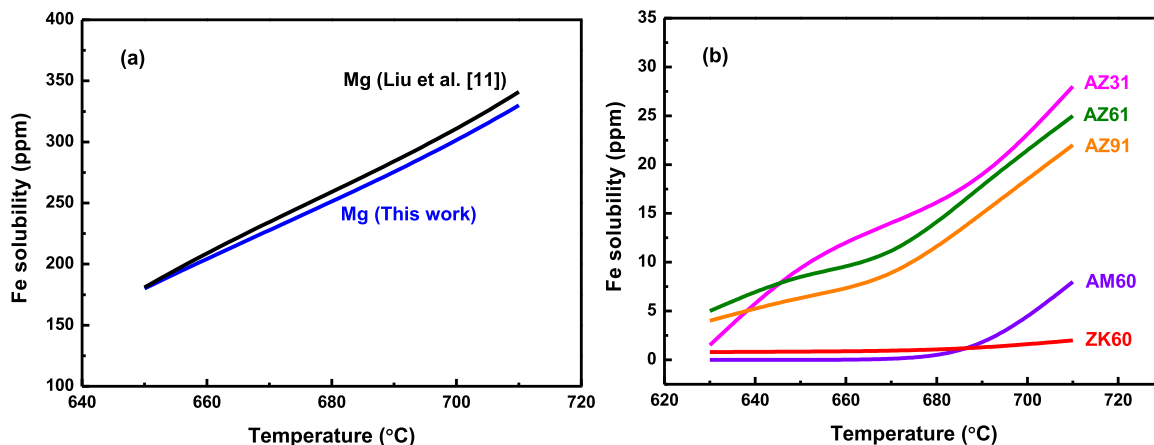 (a)
Mg (Liu et al. [11])
Mg (This work)
Fe solubility (ppm)
400
350
300
250
200
150
100
640
660
680
700
720
Temperature (°C)
(b)
AZ31
AZ61
AZ91
AM60
ZK60
Fe solubility (ppm)
35
30
25
20
15
10
5
0
620
640
660
680
700
720
Temperature (°C)